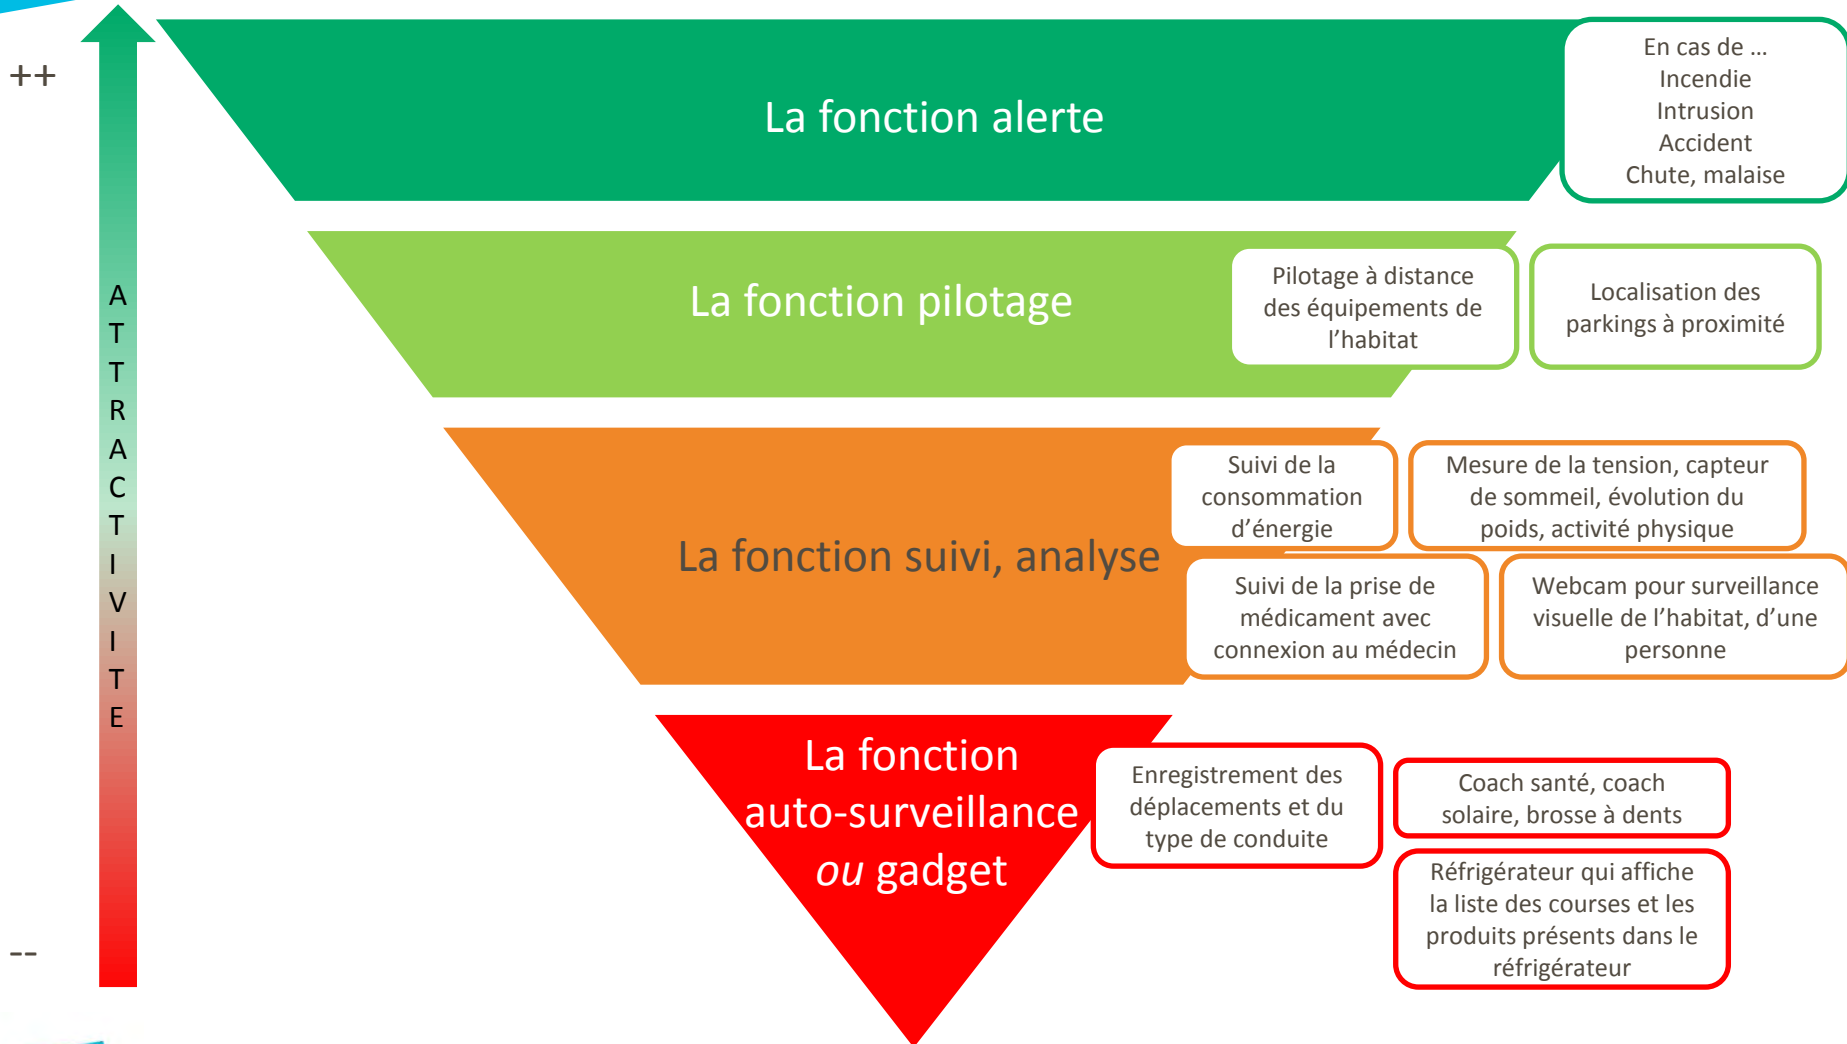 ++
--
A
T
T
R
A
C
T
I
V
I
T
E
La fonction alerte
En cas de ...
Incendie
Intrusion
Accident
Chute, malaise
La fonction pilotage
Pilotage à distance
des équipements de
l’habitat
Localisation des
parkings à proximité
La fonction suivi, analyse
Suivi de la
consommation
d’énergie
Mesure de la tension, capteur
de sommeil, évolution du
poids, activité physique
Suivi de la prise de
médicament avec
connexion au médecin
Webcam pour surveillance
visuelle de l’habitat, d’une
personne
La fonction
auto-surveillance
ou gadget
Enregistrement des
déplacements et du
type de conduite
Coach santé, coach
solaire, brosse à dents
Réfrigérateur qui affiche
la liste des courses et les
produits présents dans le
réfrigérateur